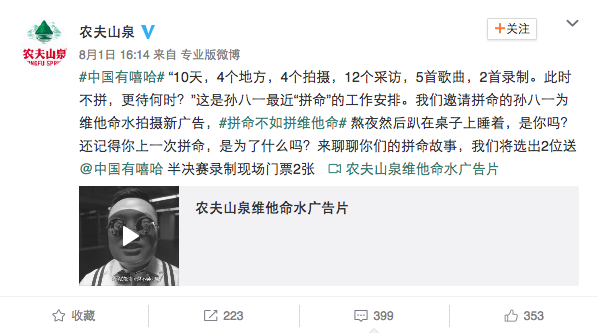 农夫山泉
农夫山泉
+关注
8月1日 16:14 来自 专业版微博
#中国有嘻哈# “10天，4个地方，4个拍摄，12个采访，5首歌曲，2首录制。此时
不拼，更待何时？”这是孙八一最近“拼命”的工作安排。我们邀请拼命的孙八一为
维他命水拍摄新广告，#拼命不如拼维他命# 熬夜然后趴在桌子上睡着，是你吗？
还记得你上一次拼命，是为了什么吗？来聊聊你们的拼命故事，我们将选出2位送
@中国有嘻哈 半决赛录制现场门票2张 农夫山泉维他命水广告片
农夫山泉维他命水广告片
收藏
223
399
353